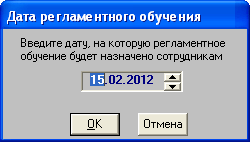 Дата регламентного обучения
Введите дату, на которую регламентное
обучение будет назначено сотрудникам
15.02.2012
OK
Отмена